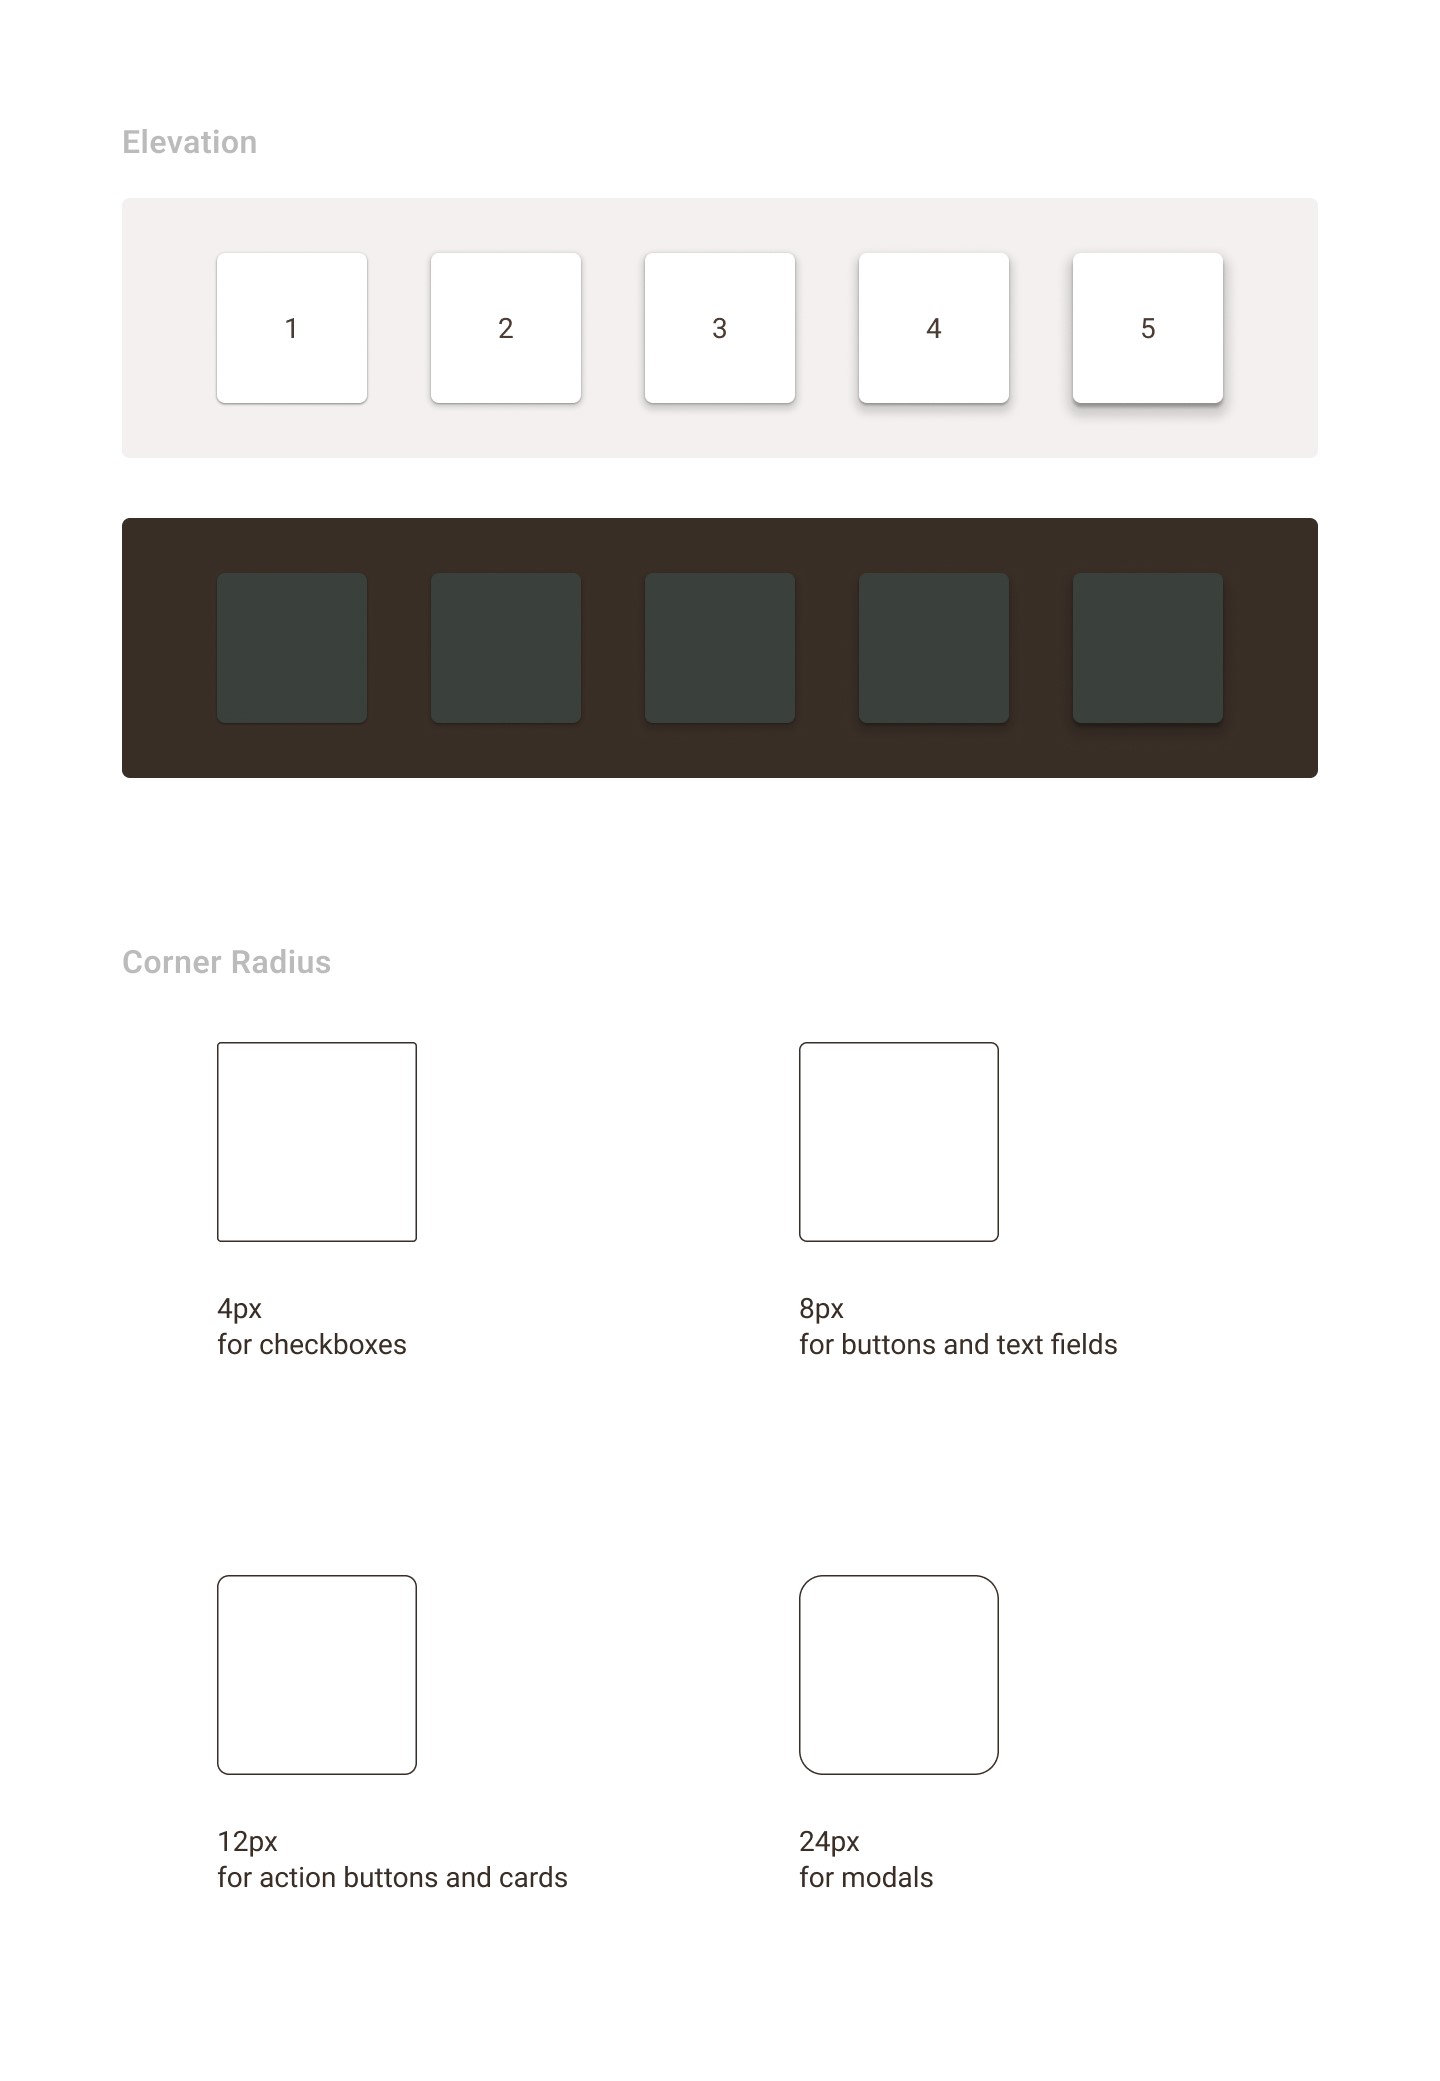 Elevation
1 2 3 4 5
Corner Radius
4px
for checkboxes
8px
for buttons and text fields
12px
for action buttons and cards
24px
for modals